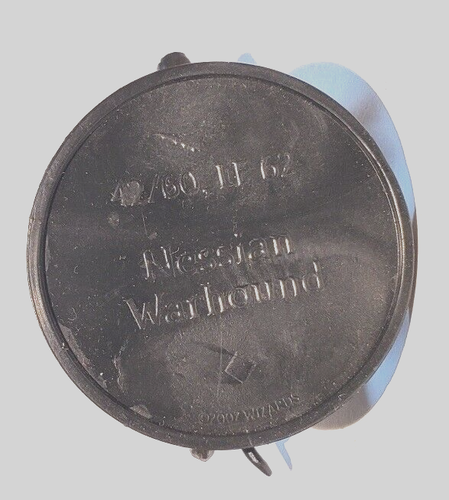 42/60, LE 62
Nessian
Warhound
©2007 WIZARDS